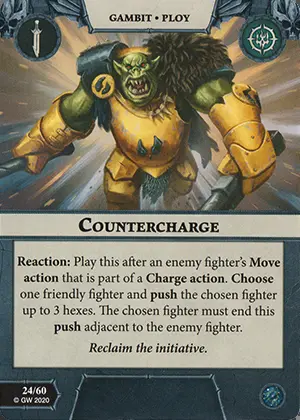 GAMBIT • PLOY
COUNTERCHARGE
Reaction: Play this after an enemy fighter's Move
action that is part of a Charge action. Choose
one friendly fighter and push the chosen fighter
up to 3 hexes. The chosen fighter must end this
push adjacent to the enemy fighter.
Reclaim the initiative.
24/60
© GW 2020